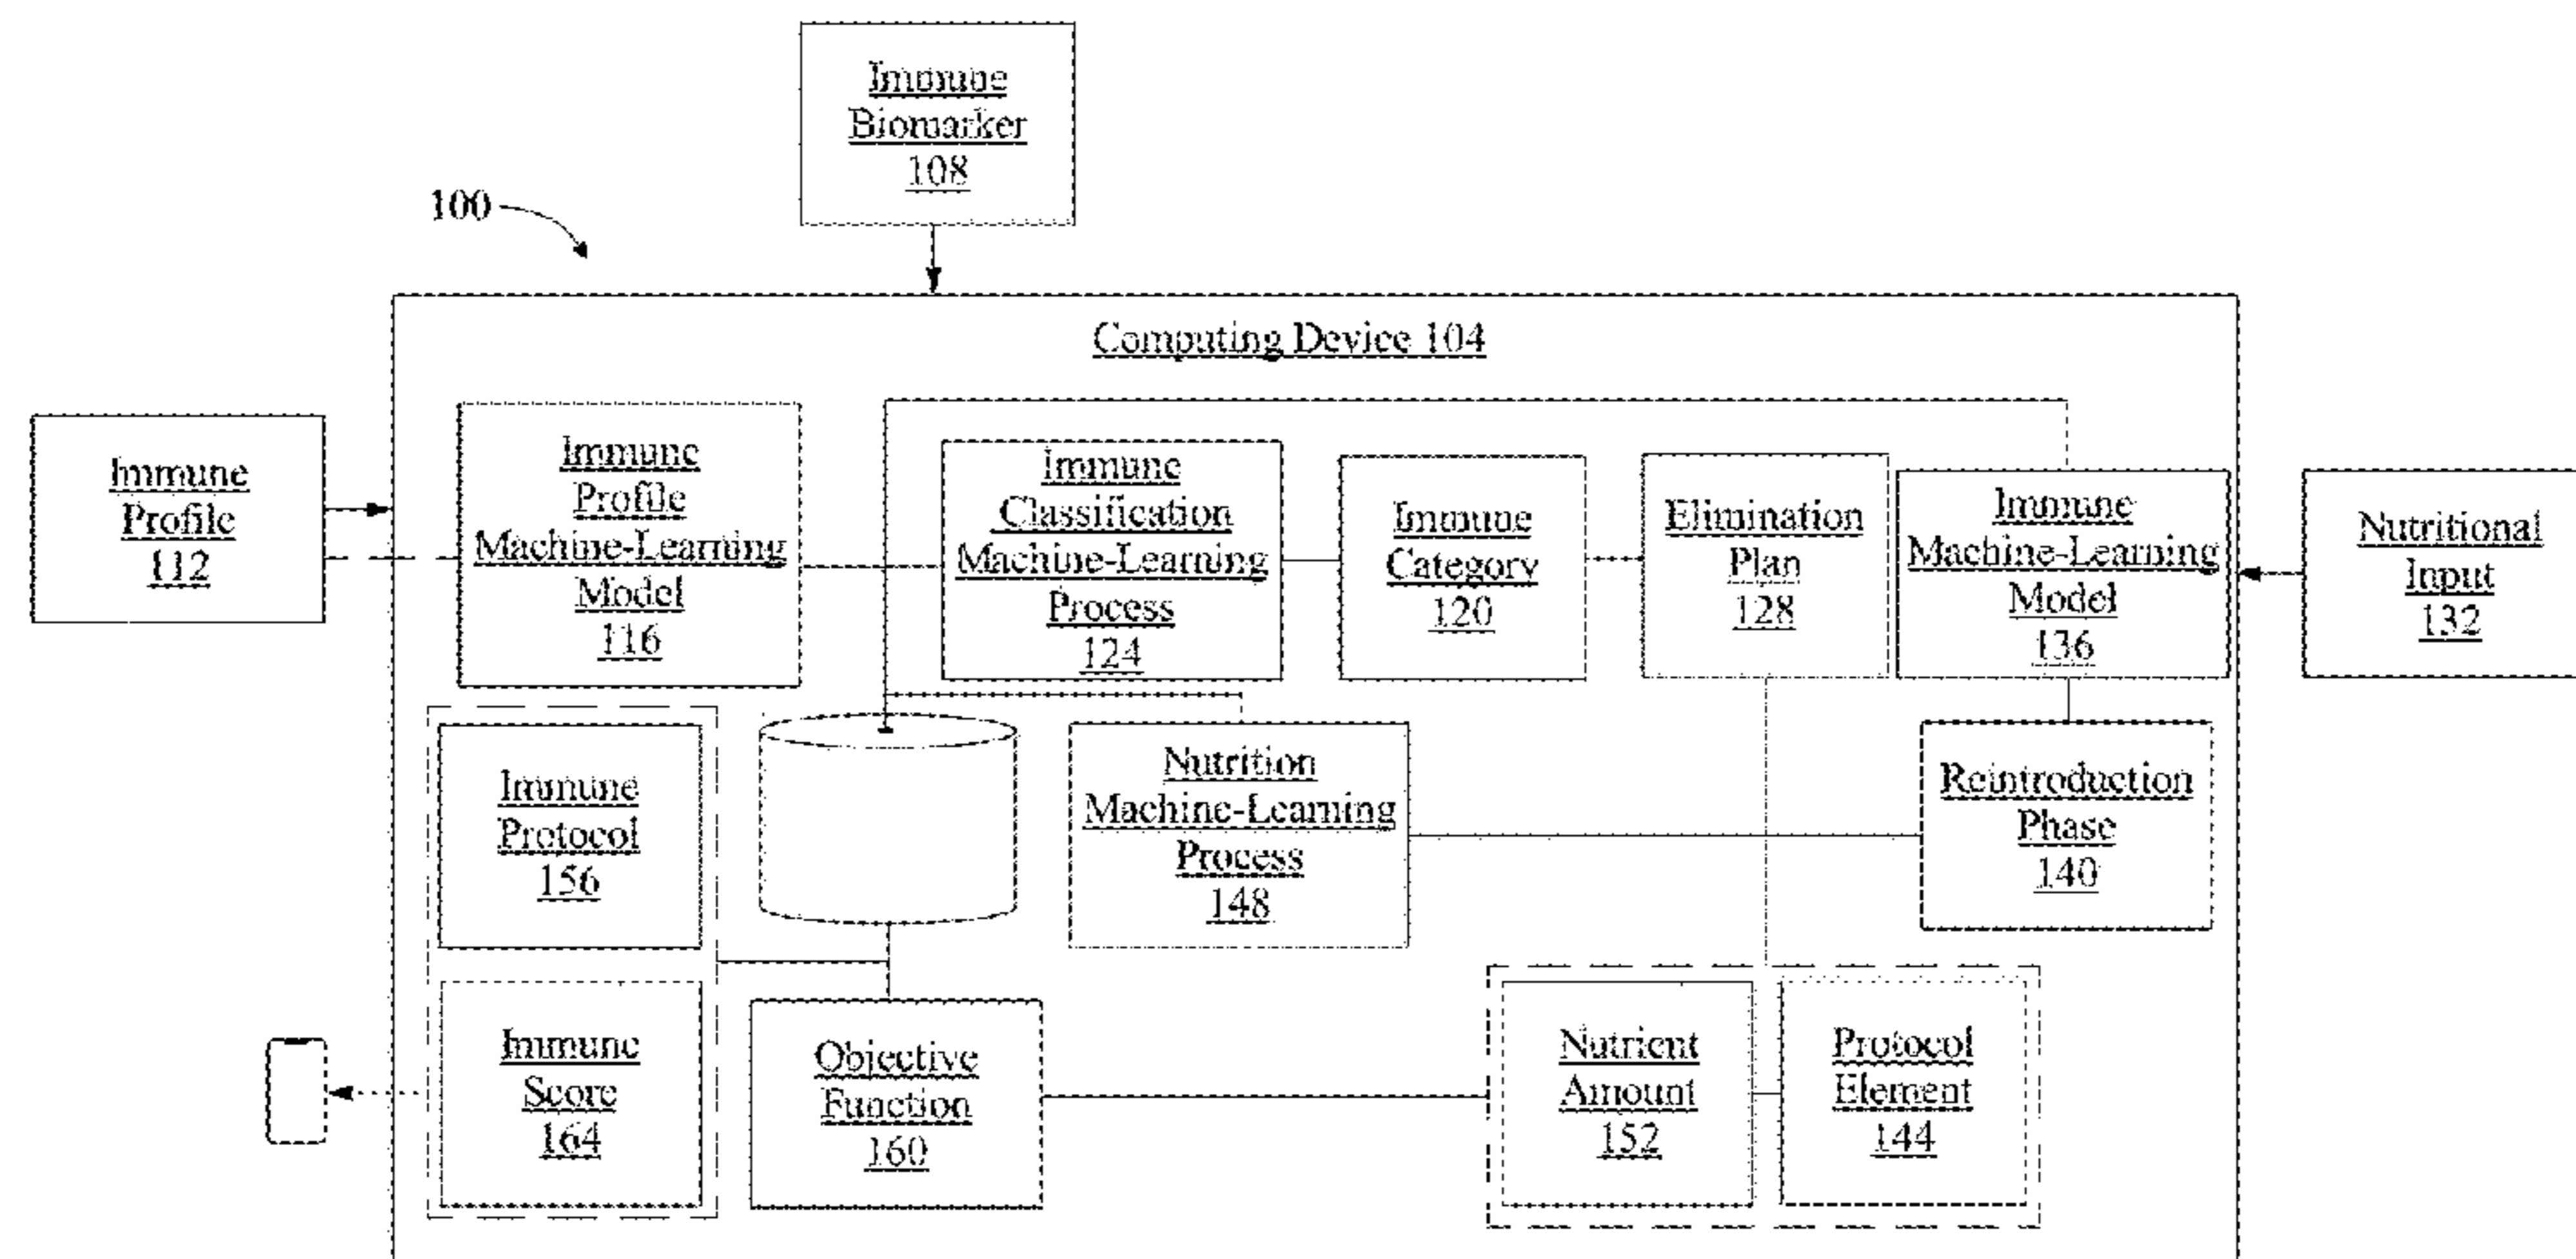 Immune
Biomarker
108
100
Computing Device 104
Immune
Profile
112
Immune
Profile
Machine-Learning
Model
116
Immune
Classification
Machine-Learning
Process
124
Immune
Category
120
Elimination
Plan
128
Immune
Machine-Learning
Model
136
Nutritional
Input
132
Immune
Protocol
156
Nutrition
Machine-Learning
Process
148
Reintroduction
Phase
140
Immune
Score
164
Objective
Function
160
Nutrient
Amount
152
Protocol
Element
144